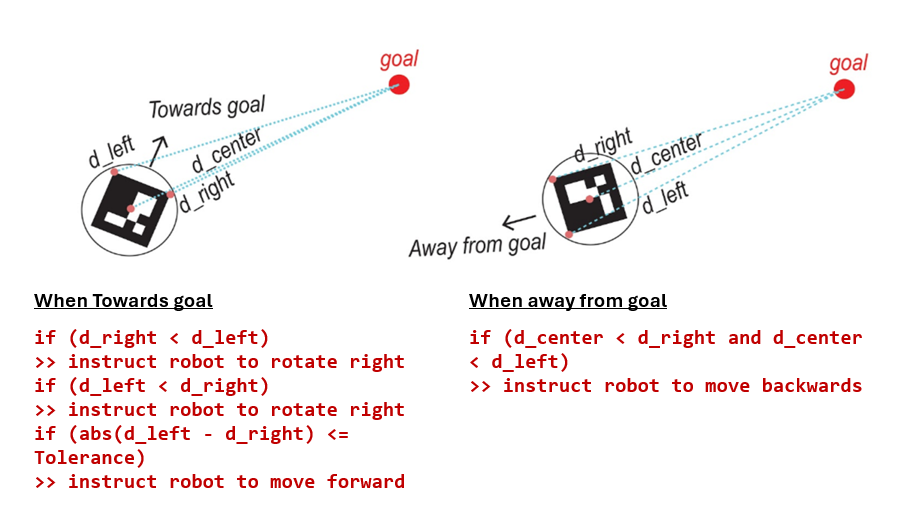 goal
Towards goal
d_left
d_center
d_right
goal
d_right
d_center
d_left
Away from goal
When Towards goal
if (d_right < d_left)
>> instruct robot to rotate right
if (d_left < d_right)
>> instruct robot to rotate right
if (abs(d_left - d_right) <=
Tolerance)
>> instruct robot to move forward
When away from goal
if (d_center < d_right and d_center
< d_left)
>> instruct robot to move backwards